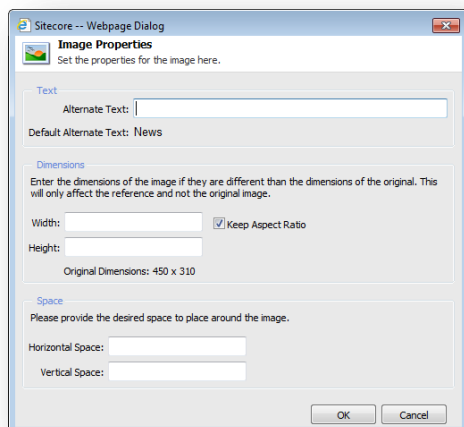 Sitecore -- Webpage Dialog
Image Properties
Set the properties for the image here.
Text
Alternate Text:
Default Alternate Text: News
Dimensions
Enter the dimensions of the image if they are different than the dimensions of the original. This
will only affect the reference and not the original image.
Width:
Keep Aspect Ratio
Height:
Original Dimensions: 450 x 310
Space
Please provide the desired space to place around the image.
Horizontal Space:
Vertical Space:
OK Cancel